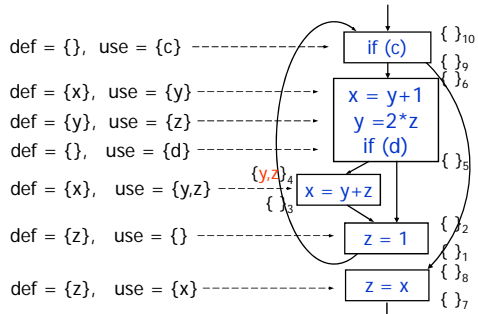 { }10
def = {}, use = {c} if (c)
{ }9
{ }6
def = {x}, use = {y} x = y+1
def = {y}, use = {z} y =2*z
def = {}, use = {d} if (d)
{ }5
{y,z}4
def = {x}, use = {y,z} x = y+z
{ }3
{ }2
def = {z}, use = {} z = 1
{ }1
{ }8
def = {z}, use = {x} z = x
{ }7